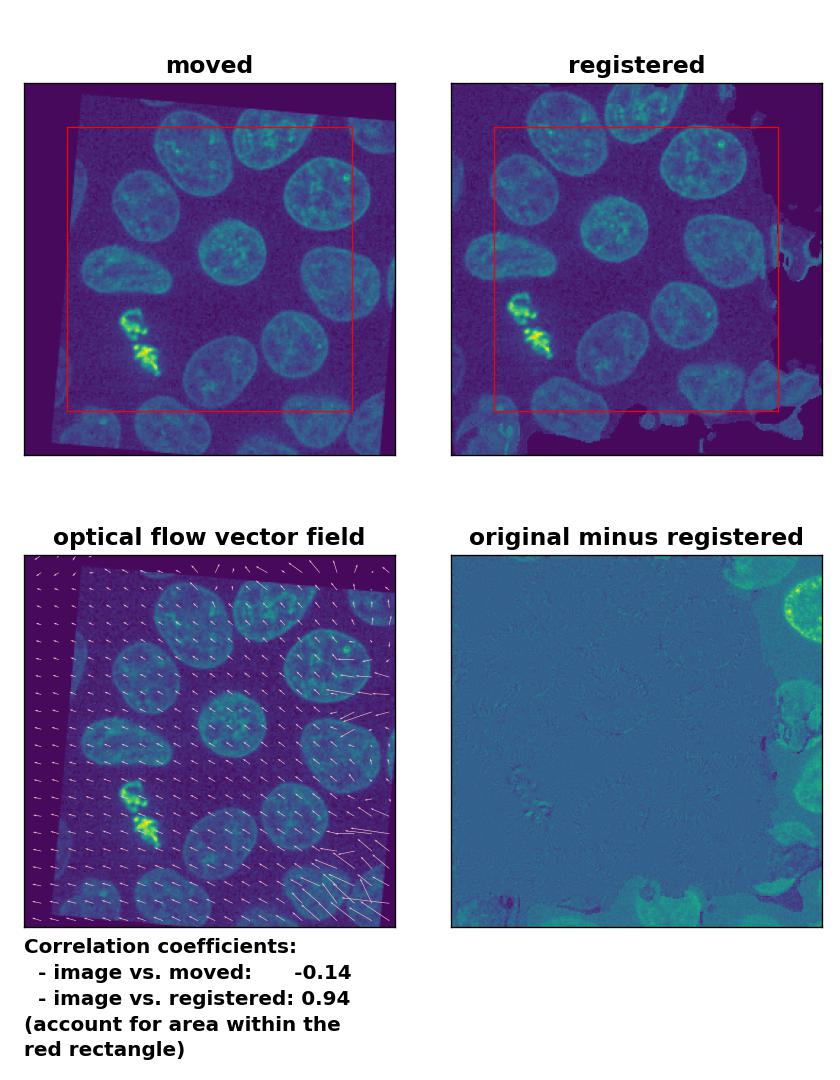 moved
registered
optical flow vector field
original minus registered
Correlation coefficients:
- image vs. moved: -0.14
- image vs. registered: 0.94
(account for area within the
red rectangle)